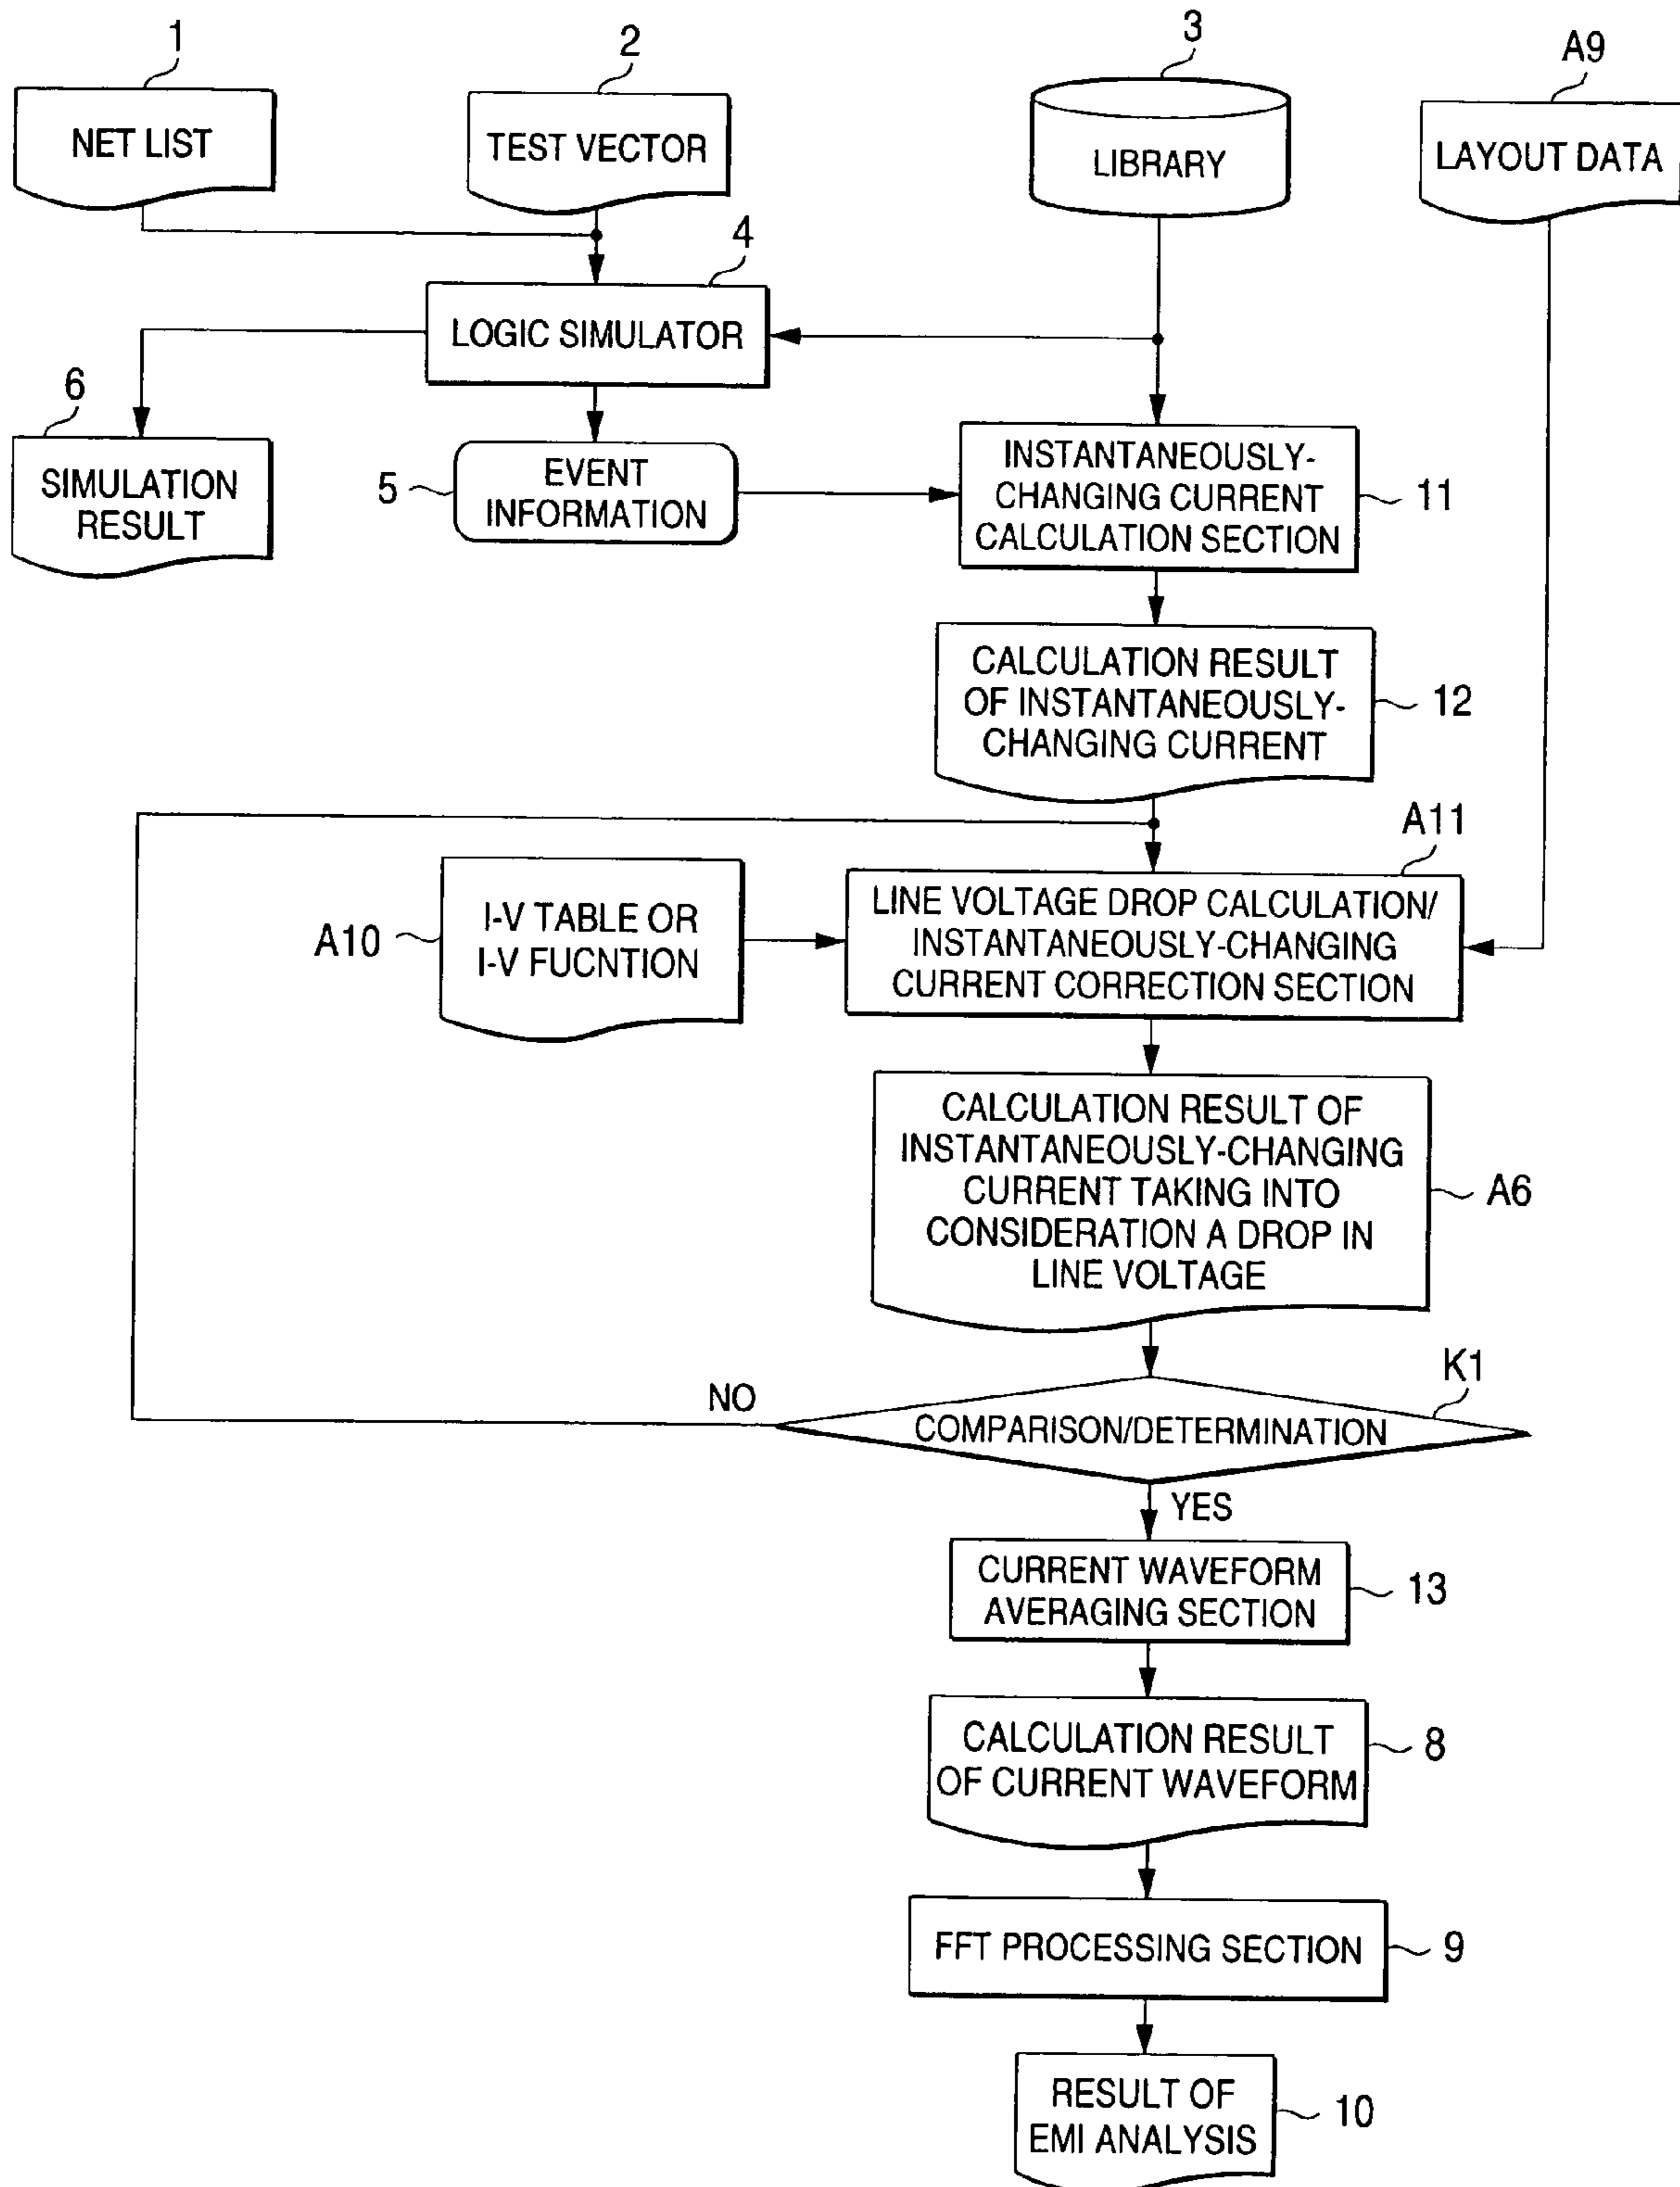 1
2
3
A9
NET LIST
TEST VECTOR
LIBRARY
LAYOUT DATA
4
LOGIC SIMULATOR
6
SIMULATION
RESULT
5
EVENT
INFORMATION
INSTANTANEOUSLY-
CHANGING CURRENT
CALCULATION SECTION
11
CALCULATION RESULT
OF INSTANTANEOUSLY-
CHANGING CURRENT
12
A11
A10
I-V TABLE OR
I-V FUCNTION
LINE VOLTAGE DROP CALCULATION/
INSTANTANEOUSLY-CHANGING
CURRENT CORRECTION SECTION
CALCULATION RESULT OF
INSTANTANEOUSLY-CHANGING
CURRENT TAKING INTO
CONSIDERATION A DROP IN
LINE VOLTAGE
A6
K1
NO
COMPARISON/DETERMINATION
YES
CURRENT WAVEFORM
AVERAGING SECTION
13
CALCULATION RESULT
OF CURRENT WAVEFORM
8
FFT PROCESSING SECTION
9
RESULT OF
EMI ANALYSIS
10